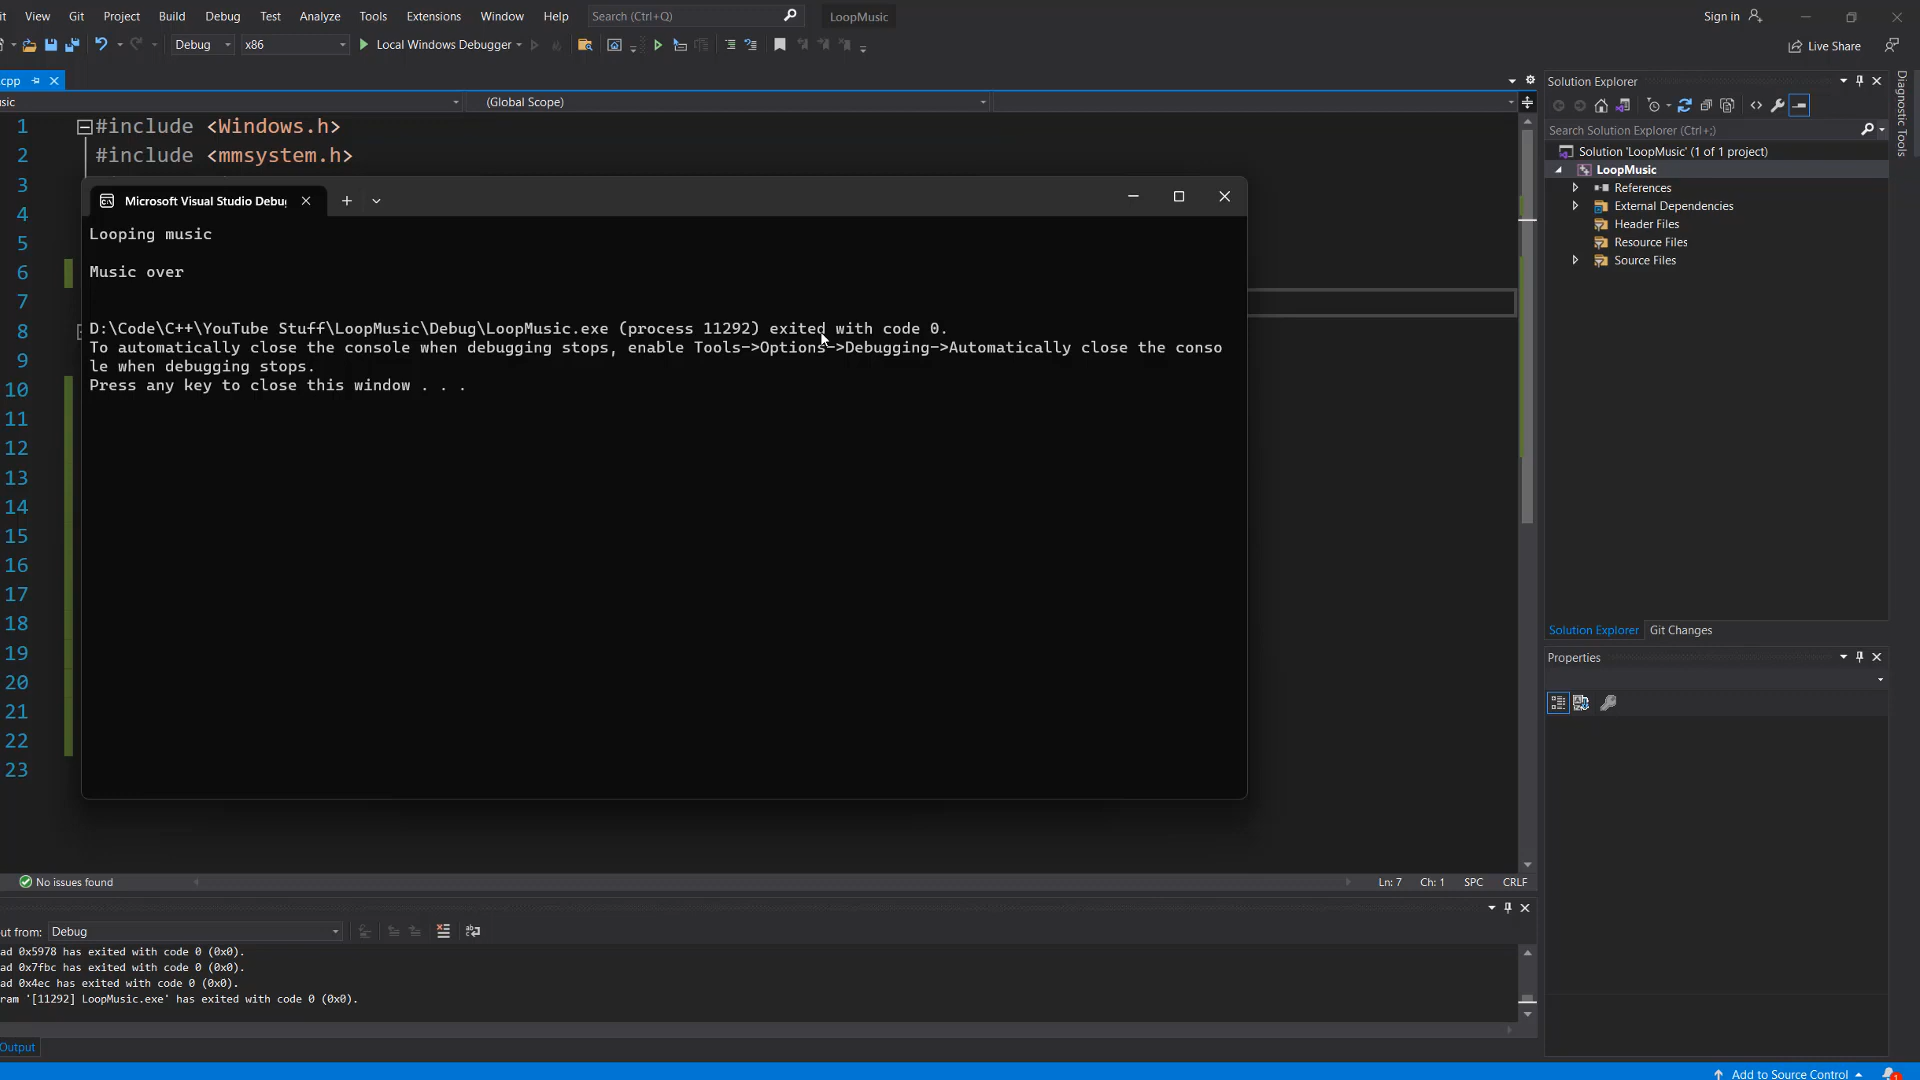 it View Git Project Build Debug Test Analyze Tools Extensions Window Help Search (Ctrl+Q) LoopMusic Sign in
Debug x86 Local Windows Debugger Live Share
.cpp
usic (Global Scope)
1 #include <Windows.h>
2 #include <mmsystem.h>
3
4
5
6
7
8
9
10
11
12
13
14
15
16
17
18
19
20
21
22
23
Microsoft Visual Studio Debug
Looping music
Music over
D:\Code\C++\YouTube Stuff\LoopMusic\Debug\LoopMusic.exe (process 11292) exited with code 0.
To automatically close the console when debugging stops, enable Tools->Options->Debugging->Automatically close the conso
le when debugging stops.
Press any key to close this window . . .
No issues found Ln: 7 Ch: 1 SPC CRLF
ut from: Debug
ad 0x5978 has exited with code 0 (0x0).
ad 0x7fbc has exited with code 0 (0x0).
ad 0x4ec has exited with code 0 (0x0).
ram '[11292] LoopMusic.exe' has exited with code 0 (0x0).
Output
Solution Explorer
Search Solution Explorer (Ctrl+;)
Solution 'LoopMusic' (1 of 1 project)
LoopMusic
References
External Dependencies
Header Files
Resource Files
Source Files
Solution Explorer Git Changes
Properties
Diagnostic Tools
Add to Source Control 1